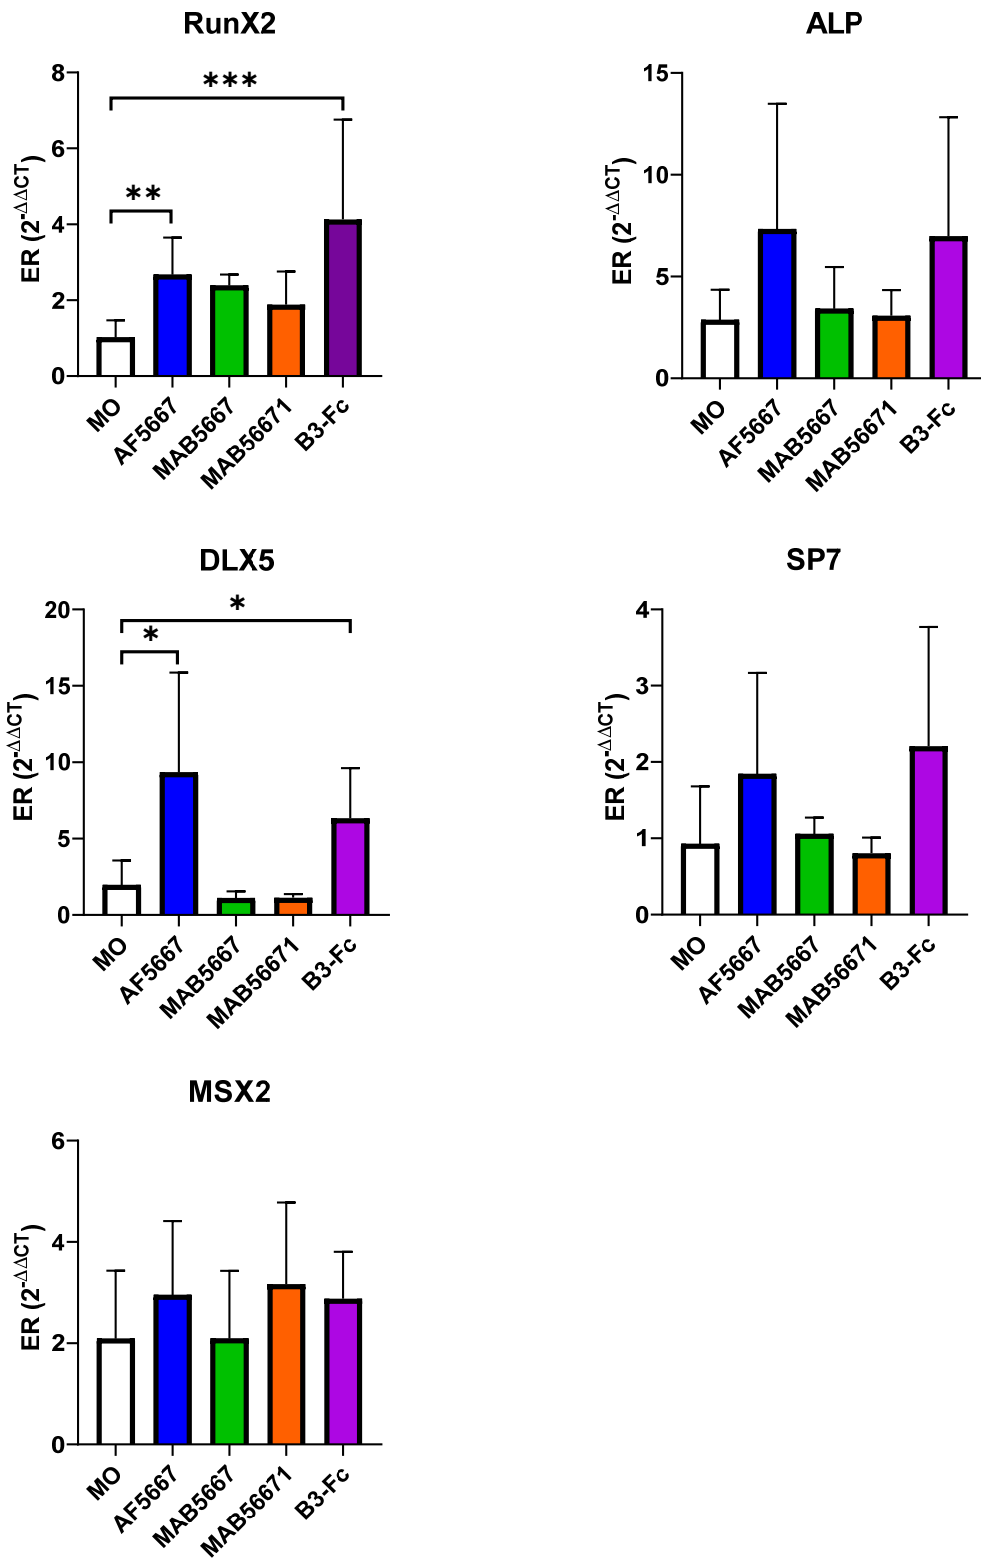 RunX2
***
**
8
6
4
2
0
ER (2-ΔΔCT)
MO
AF5667
MAB5667
MAB56671
B3-Fc
ALP
15
10
5
0
ER (2-ΔΔCT)
MO
AF5667
MAB5667
MAB56671
B3-Fc
DLX5
*
*
20
15
10
5
0
ER (2-ΔΔCT)
MO
AF5667
MAB5667
MAB56671
B3-Fc
SP7
4
3
2
1
0
ER (2-ΔΔCT)
MO
AF5667
MAB5667
MAB56671
B3-Fc
MSX2
6
4
2
0
ER (2-ΔΔCT)
MO
AF5667
MAB5667
MAB56671
B3-Fc